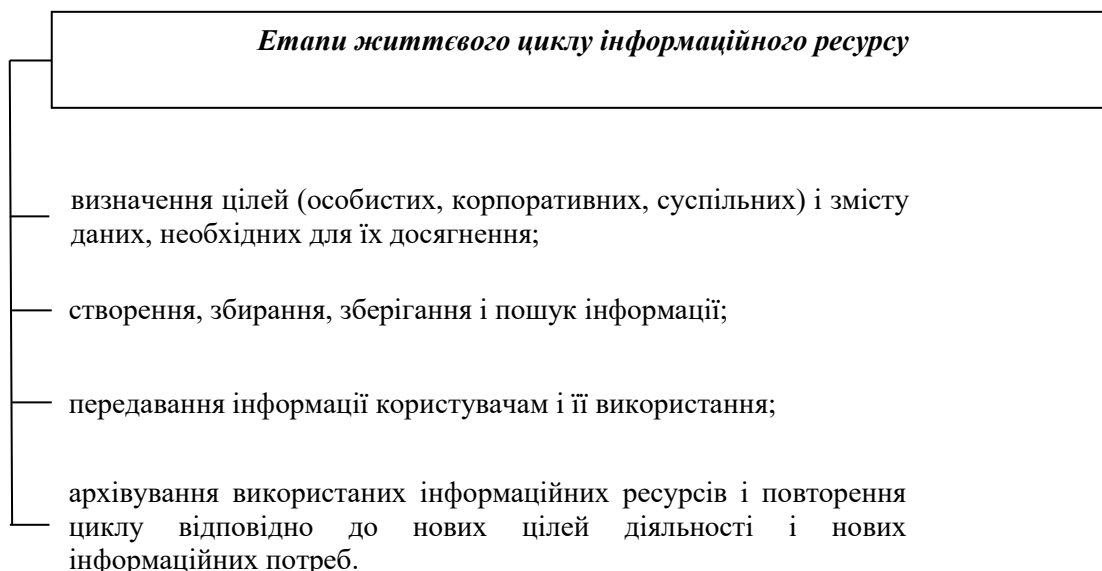 Етапи життєвого циклу інформаційного ресурсу
визначення цілей (особистих, корпоративних, суспільних) і змісту
даних, необхідних для їх досягнення;
створення, збирання, зберігання і пошук інформації;
передавання інформації користувачам і її використання;
архівування використаних інформаційних ресурсів і повторення
циклу відповідно до нових цілей діяльності і нових
інформаційних потреб.